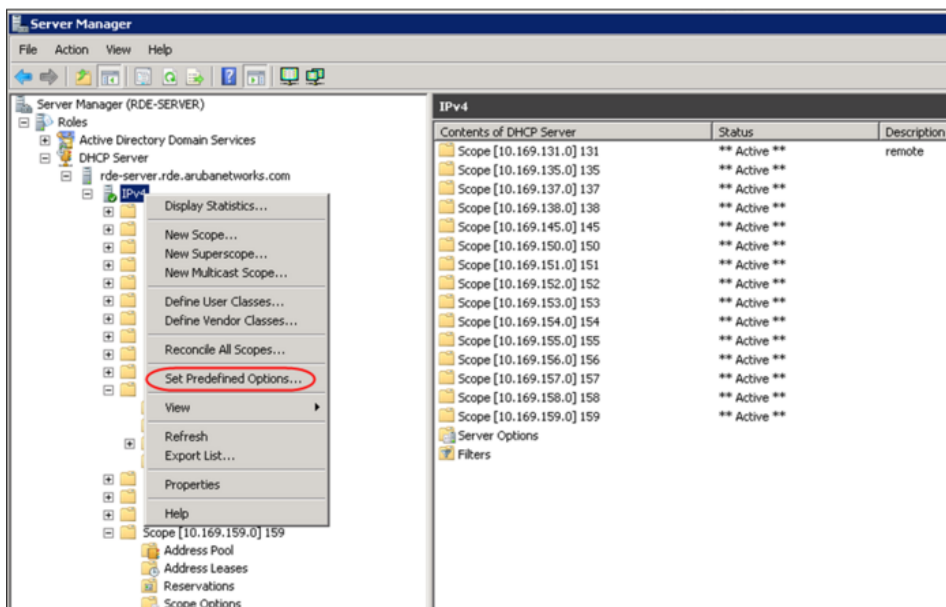 Server Manager
File Action View Help
Server Manager (RDE-SERVER)
Roles
Active Directory Domain Services
DHCP Server
rde-server.rde.arubanetworks.com
IPv4
Display Statistics...
New Scope...
New Superscope...
New Multicast Scope...
Define User Classes...
Define Vendor Classes...
Reconcile All Scopes...
Set Predefined Options...
View
Refresh
Export List...
Properties
Help
Scope [10.169.159.0] 159
Address Pool
Address Leases
Reservations
Scope Options
IPv4
Contents of DHCP Server Status Description
Scope [10.169.131.0] 131 ** Active ** remote
Scope [10.169.135.0] 135 ** Active **
Scope [10.169.137.0] 137 ** Active **
Scope [10.169.138.0] 138 ** Active **
Scope [10.169.145.0] 145 ** Active **
Scope [10.169.150.0] 150 ** Active **
Scope [10.169.151.0] 151 ** Active **
Scope [10.169.152.0] 152 ** Active **
Scope [10.169.153.0] 153 ** Active **
Scope [10.169.154.0] 154 ** Active **
Scope [10.169.155.0] 155 ** Active **
Scope [10.169.156.0] 156 ** Active **
Scope [10.169.157.0] 157 ** Active **
Scope [10.169.158.0] 158 ** Active **
Scope [10.169.159.0] 159 ** Active **
Server Options
Filters